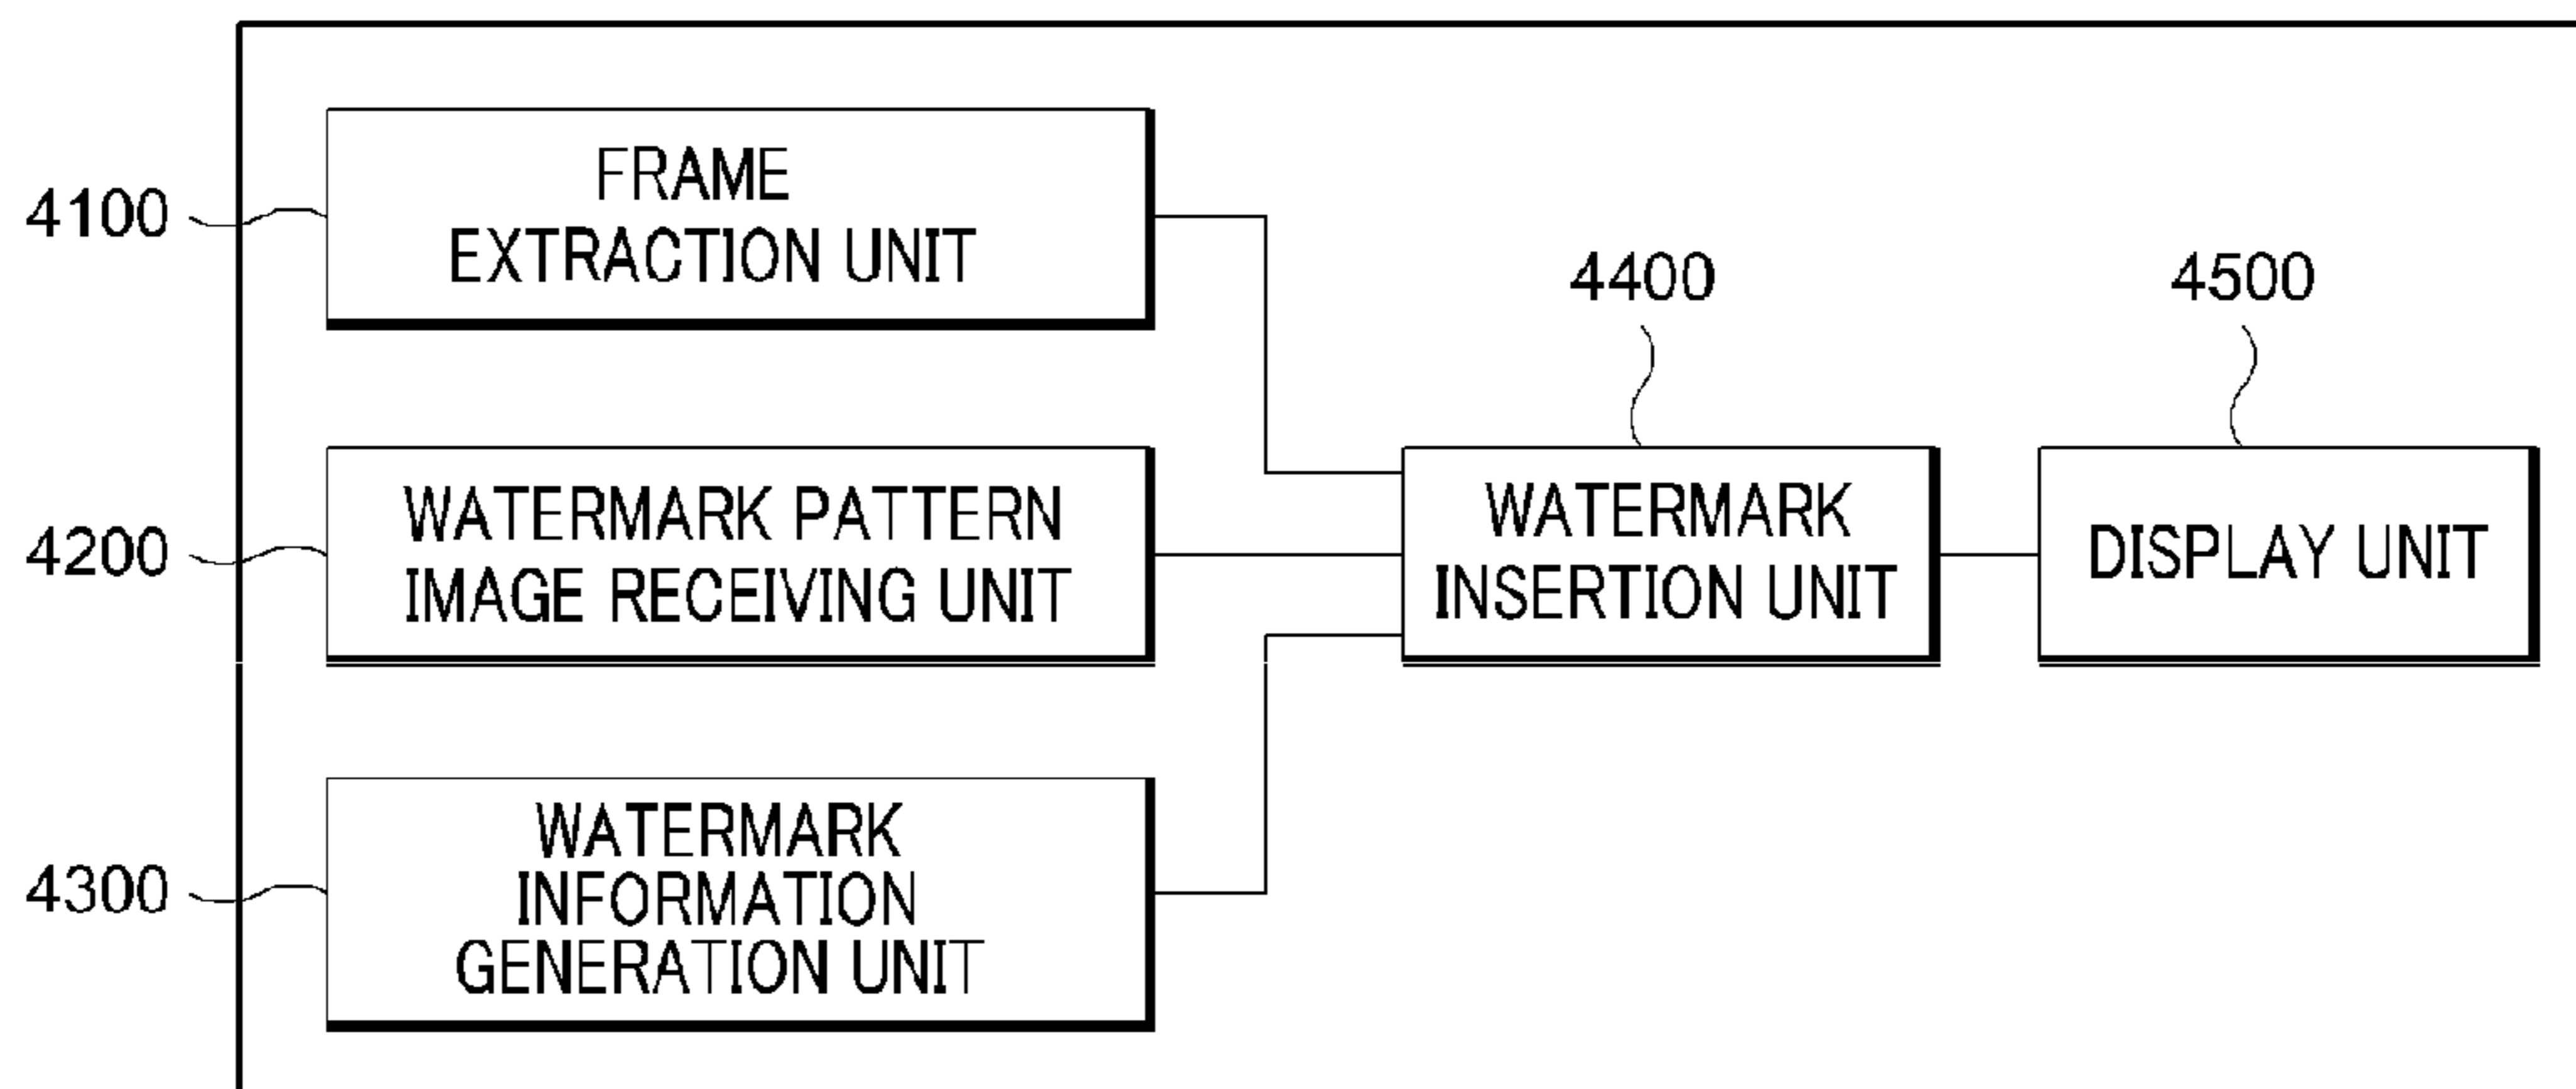 4100
FRAME
EXTRACTION UNIT
4200
WATERMARK PATTERN
IMAGE RECEIVING UNIT
4300
WATERMARK
INFORMATION
GENERATION UNIT
4400
WATERMARK
INSERTION UNIT
4500
DISPLAY UNIT